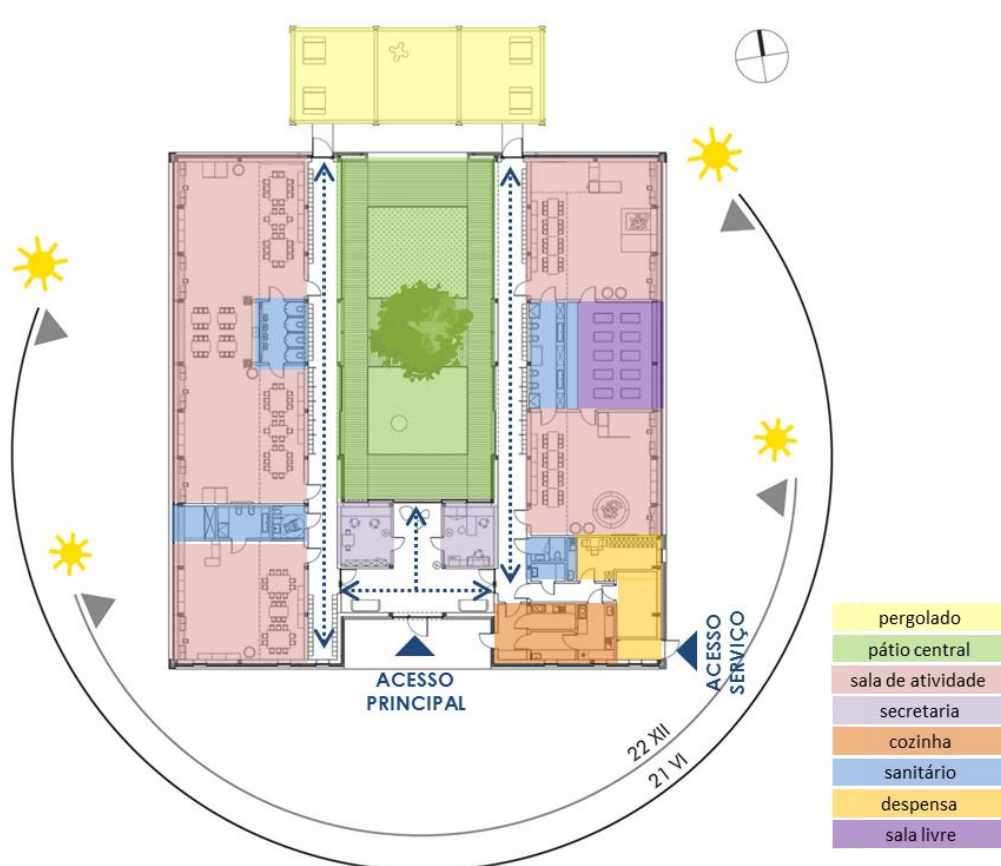 ACESSO
PRINCIPAL
ACESSO
SERVIÇO
22 XII
21 VI
pergolado
pátio central
sala de atividade
secretaria
cozinha
sanitário
despensa
sala livre